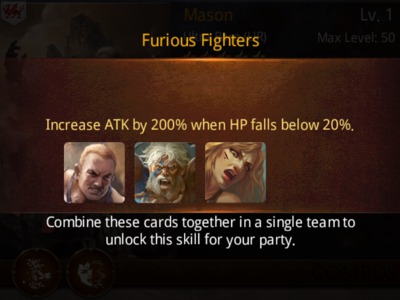 Mason
Lv. 1
Furious Fighters
Max Level: 50
Increase ATK by 200% when HP falls below 20%.
Combine these cards together in a single team to
unlock this skill for your party.